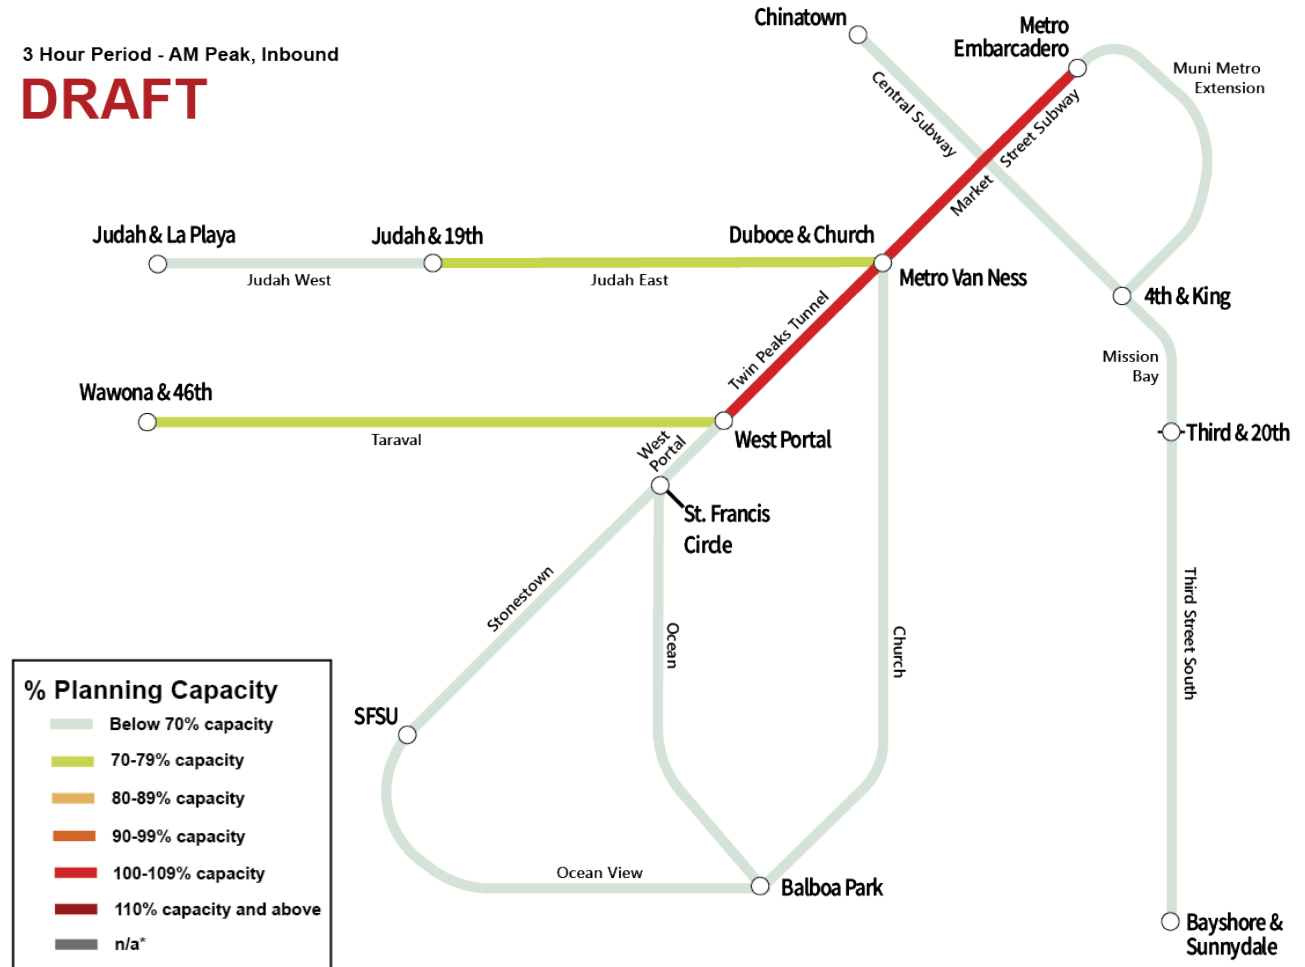 3 Hour Period - AM Peak, Inbound
DRAFT
Chinatown
Metro
Embarcadero
Muni Metro
Extension
Central Subway
Market Street Subway
Judah & La Playa
Judah & 19th
Duboce & Church
Judah West
Judah East
Metro Van Ness
4th & King
Twin Peaks Tunnel
Mission
Bay
Wawona & 46th
Taraval
West
Portal
West Portal
Third & 20th
St. Francis
Circle
Stonestown
Ocean
Church
Third Street South
SFSU
Ocean View
Balboa Park
Bayshore &
Sunnydale
% Planning Capacity
Below 70% capacity
70-79% capacity
80-89% capacity
90-99% capacity
100-109% capacity
110% capacity and above
n/a*